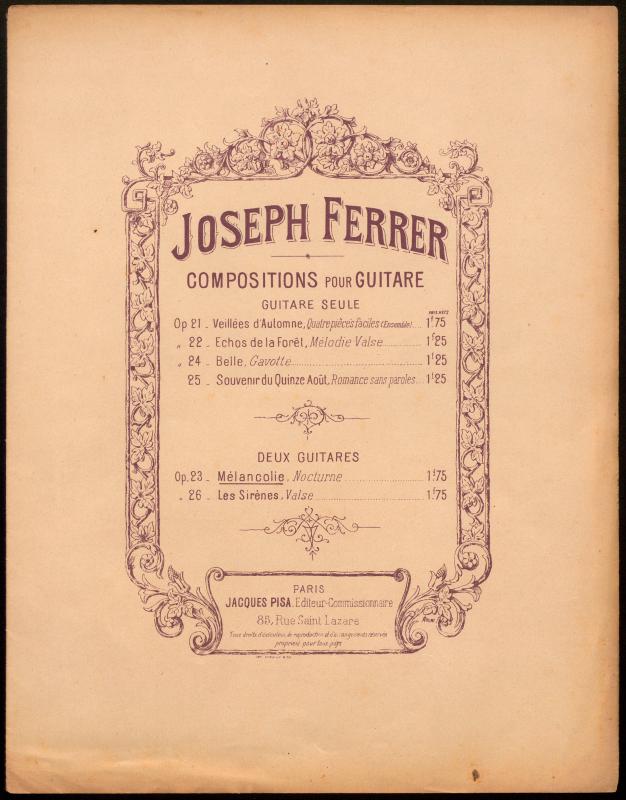 JOSEPH FERRER
COMPOSITIONS POUR GUITARE
GUITARE SEULE
PRIX NETS
Op 21 _ Veillées d'Automne, Quatre pièces faciles (Ensemble).... 1f75
„ 22 _ Echos de la Forêt, Mélodie Valse.......... 1f25
„ 24 _ Belle, Gavotte.......... 1f25
25 _ Souvenir du Quinze Août, Romance sans paroles... 1f25
DEUX GUITARES
Op. 23 _ Mélancolie, Nocturne.......... 1f75
„ 26 _ Les Sirènes, Valse.......... 1f75
PARIS
JACQUES PISA, Editeur-Commissionnaire
85, Rue Saint Lazare
Tous droits d'exécution, de reproduction et d'arrangements réservés
propriété pour tous pays